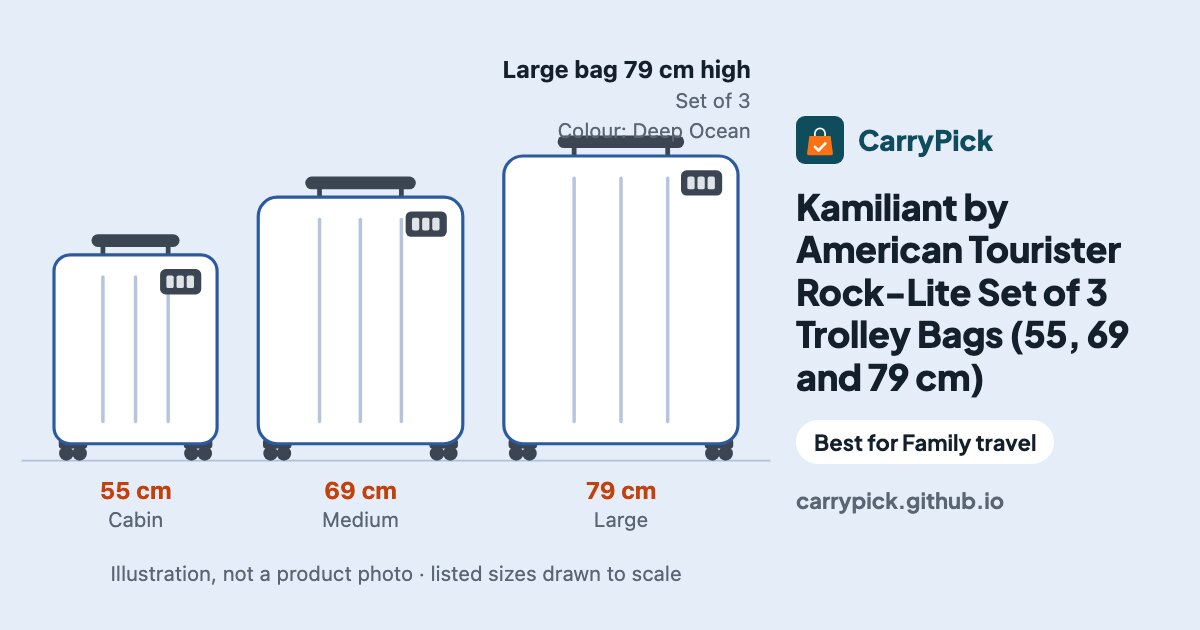 Large bag 79 cm high
Set of 3
Colour: Deep Ocean
55 cm
Cabin
69 cm
Medium
79 cm
Large
Illustration, not a product photo · listed sizes drawn to scale
CarryPick
Kamiliant by
American Tourister
Rock–Lite Set of 3
Trolley Bags (55, 69
and 79 cm)
Best for Family travel
carrypick.github.io